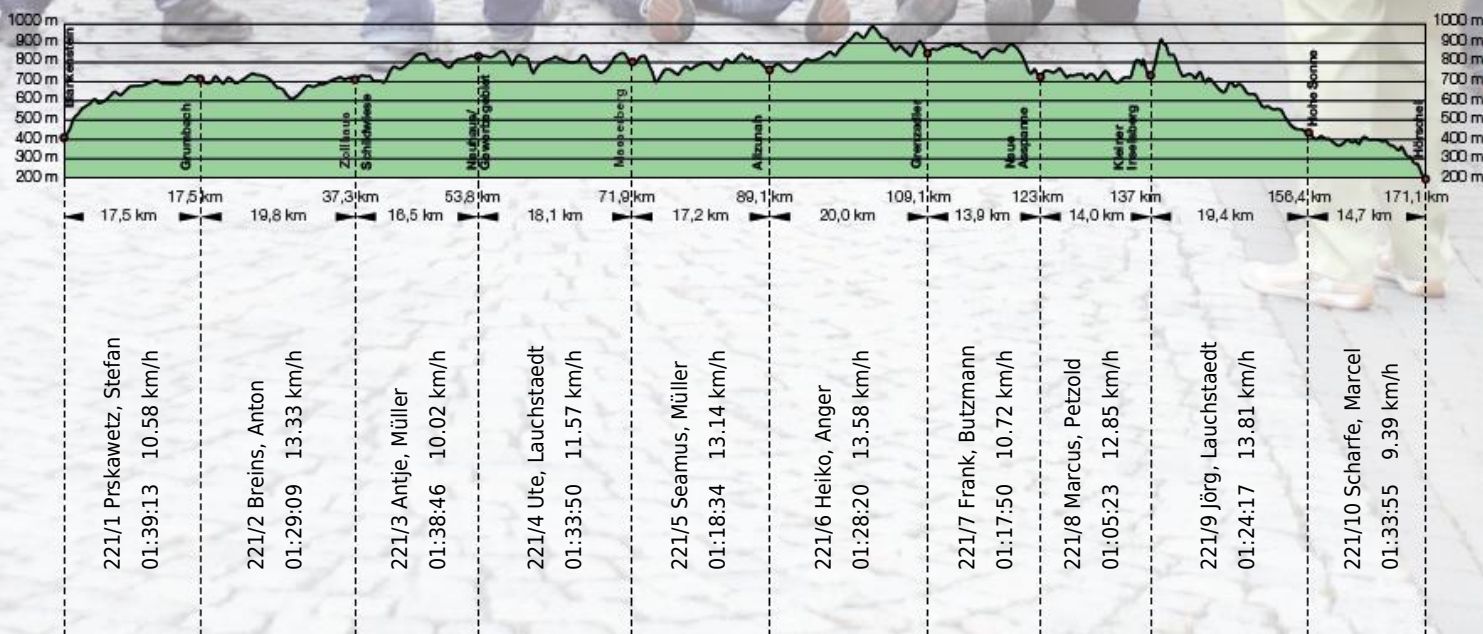 1000 m
900 m
800 m
700 m
600 m
500 m
400 m
300 m
200 m
1000 m
900 m
800 m
700 m
600 m
500 m
400 m
300 m
200 m
Blankenstein
Grumbach
Zollhaus
Schildwiese
Neuhaus/
Masserberg
Allzunah
Grenzadler
Neue
Ausspanne
Kleiner
Inselsberg
Hohe Sonne
Hörschel
17,5 km
37,3 km
53,8 km
71,9 km
89,1 km
109,1 km
123 km
137 km
156,4 km
171,1 km
17,5 km
19,8 km
16,5 km
18,1 km
17,2 km
20,0 km
13,9 km
14,0 km
19,4 km
14,7 km
221/1 Prskawetz, Stefan
01:39:13 10.58 km/h
221/2 Breins, Anton
01:29:09 13.33 km/h
221/3 Antje, Müller
01:38:46 10.02 km/h
221/4 Ute, Lauchstaedt
01:33:50 11.57 km/h
221/5 Seamus, Müller
01:18:34 13.14 km/h
221/6 Heiko, Anger
01:28:20 13.58 km/h
221/7 Frank, Butzmann
01:17:50 10.72 km/h
221/8 Marcus, Petzold
01:05:23 12.85 km/h
221/9 Jörg, Lauchstaedt
01:24:17 13.81 km/h
221/10 Scharfe, Marcel
01:33:55 9.39 km/h